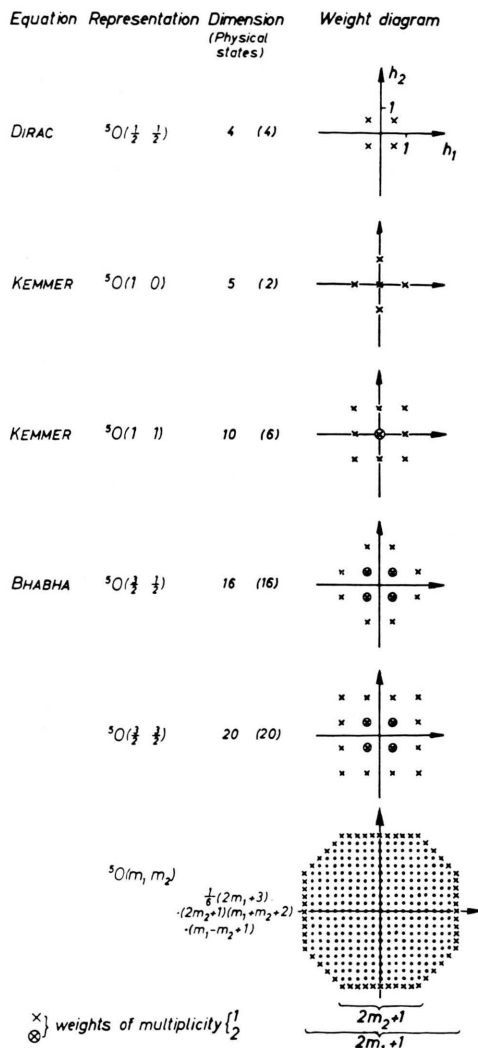 Equation Representation Dimension Weight diagram
(Physical
states)
h₂
1
DIRAC ⁵O(½ ½) 4 (4)
1 h₁
KEMMER ⁵O(1 0) 5 (2)
KEMMER ⁵O(1 1) 10 (6)
BHABHA ⁵O(3/2 1/2) 16 (16)
⁵O(3/2 3/2) 20 (20)
⁵O(m₁ m₂)
1/6(2m₁+3)·
·(2m₂+1)(m₁+m₂+2)
·(m₁-m₂+1)
× ⊗} weights of multiplicity {1 2
2m₂+1
2m₁+1